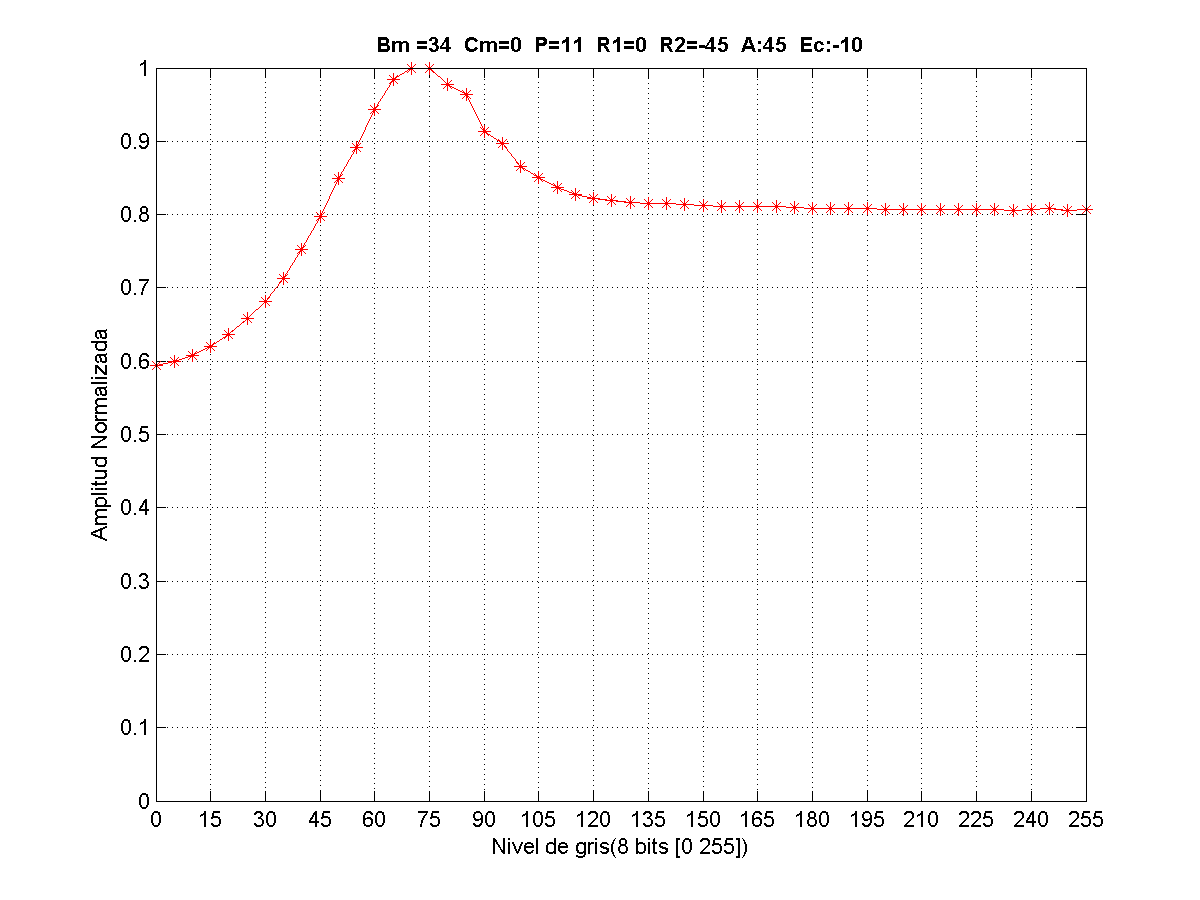 Bm =34  Cm=0  P=11  R1=0  R2=-45  A:45  Ec:-10
1
0.9
0.8
0.7
0.6
0.5
0.4
0.3
0.2
0.1
0
Amplitud Normalizada
0 15 30 45 60 75 90 105 120 135 150 165 180 195 210 225 240 255
Nivel de gris(8 bits [0 255])